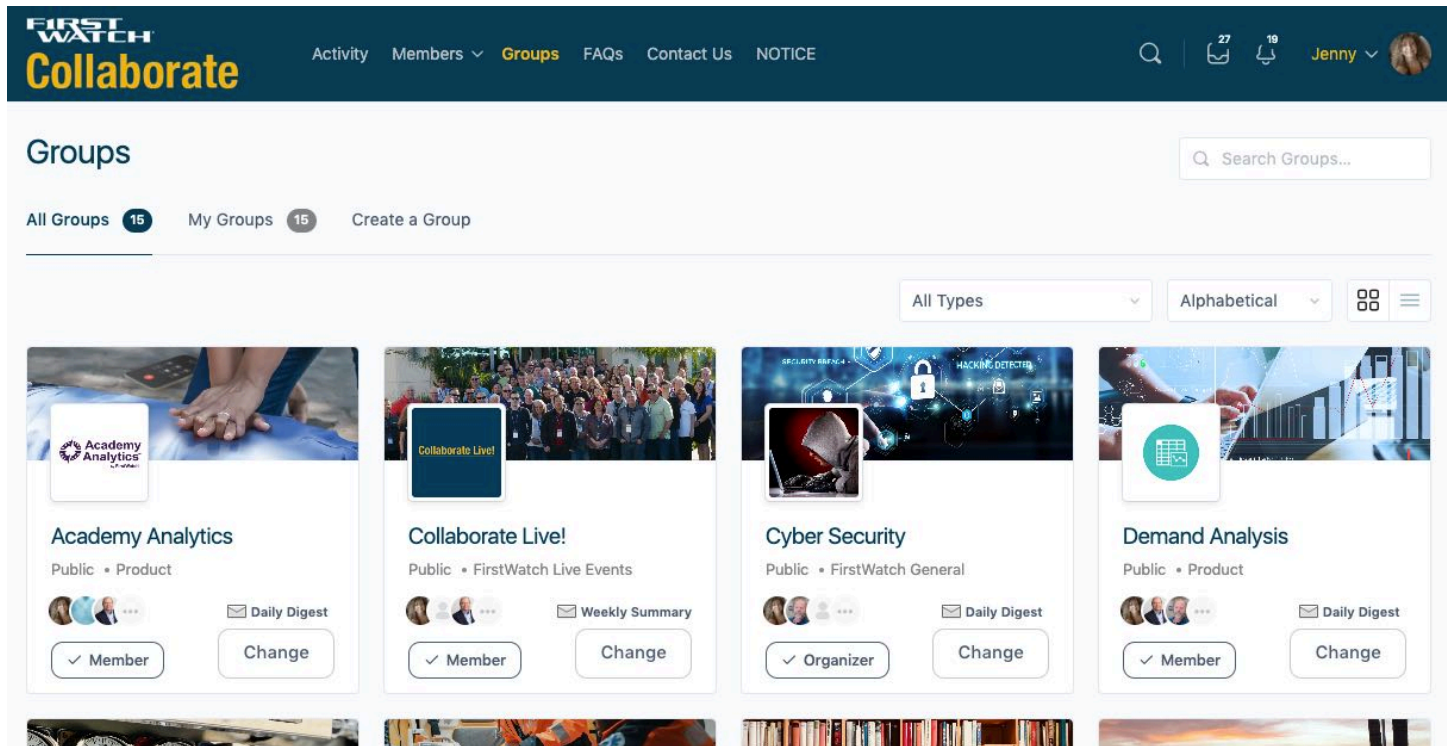 FIRST
WATCH
Collaborate
Activity Members Groups FAQs Contact Us NOTICE
27 19 Jenny
Groups
Search Groups...
All Groups 15 My Groups 15 Create a Group
All Types Alphabetical
SECURITY BREACH HACKING DETECTED
Academy
Analytics
Collaborate Live!
Academy Analytics Collaborate Live! Cyber Security Demand Analysis
Public • Product Public • FirstWatch Live Events Public • FirstWatch General Public • Product
Daily Digest Weekly Summary Daily Digest Daily Digest
Member Change Member Change Organizer Change Member Change